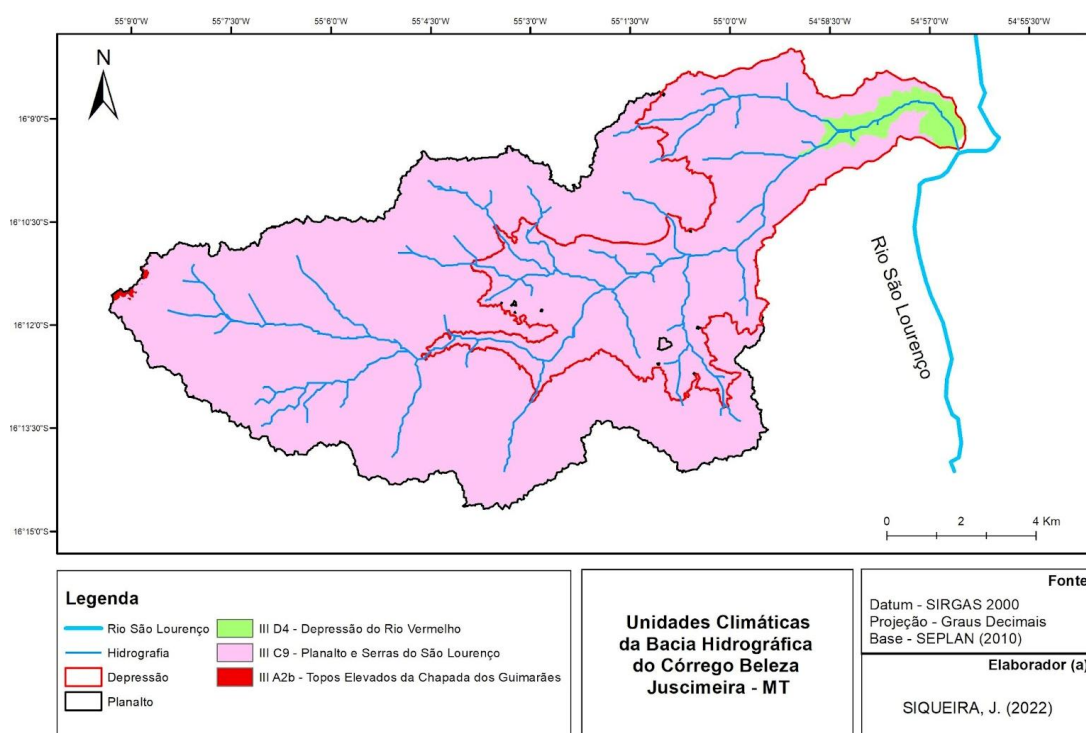 55°9'0"W
55°7'30"W
55°6'0"W
55°4'30"W
55°3'0"W
55°1'30"W
55°0'0"W
54°58'30"W
54°57'0"W
54°55'30"W
N
16°9'0"S
16°10'30"S
16°12'0"S
16°13'30"S
16°15'0"S
Rio São Lourenço
0 2 4 Km
Legenda
Rio São Lourenço
Hidrografia
Depressão
Planalto
III D4 - Depressão do Rio Vermelho
III C9 - Planalto e Serras do São Lourenço
III A2b - Topos Elevados da Chapada dos Guimarães
Unidades Climáticas
da Bacia Hidrográfica
do Córrego Beleza
Juscimeira - MT
Fonte
Datum - SIRGAS 2000
Projeção - Graus Decimais
Base - SEPLAN (2010)
Elaborador (a)
SIQUEIRA, J. (2022)